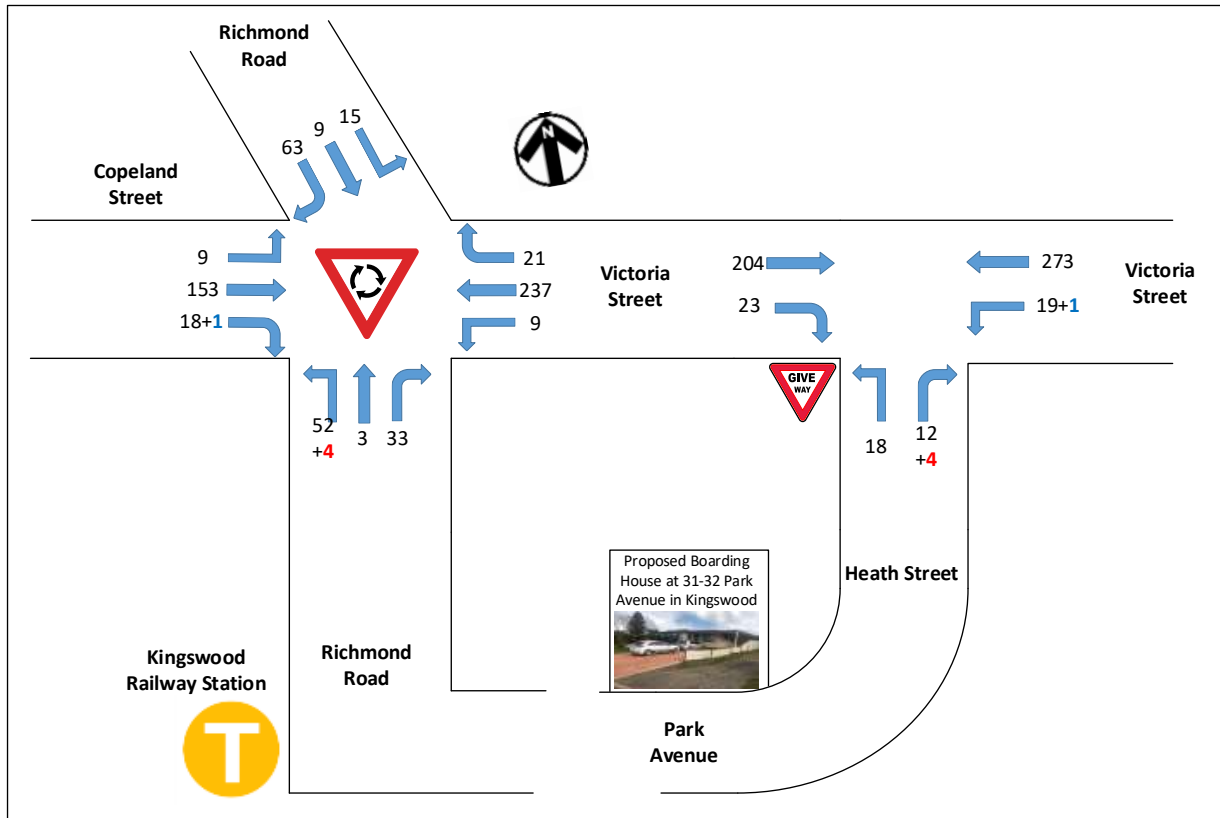 Richmond
Road
15
9
63
N
Copeland
Street
9
153
18+1
21
237
9
Victoria
Street
204
23
273
19+1
Victoria
Street
GIVE
WAY
52
+4
3
33
18
12
+4
Proposed Boarding
House at 31-32 Park
Avenue in Kingswood
Heath Street
Kingswood
Railway Station
T
Richmond
Road
Park
Avenue